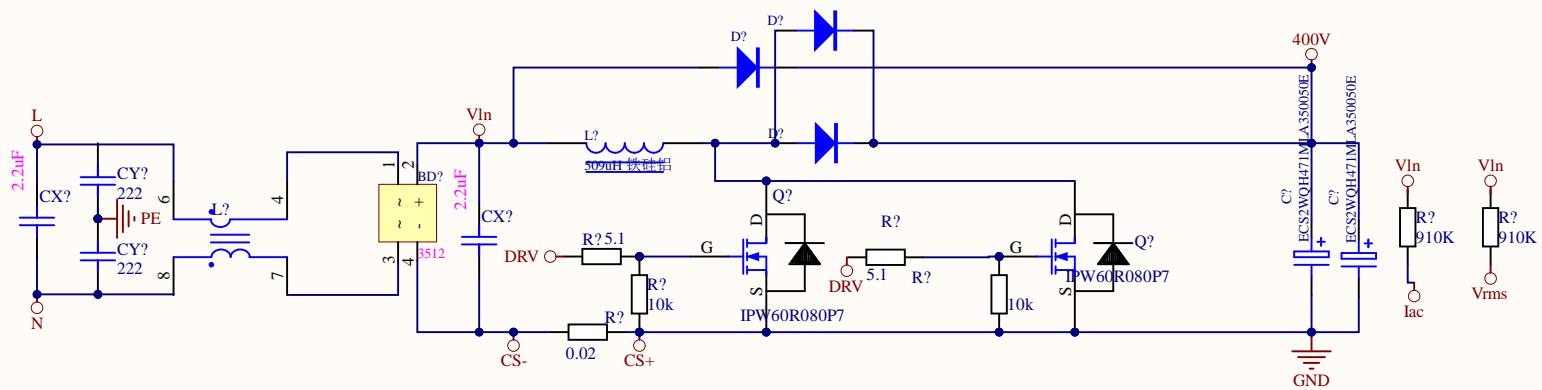 D?
D?
400V
L
Vln
2.2uF
CX?
CY?
222
PE
CY?
222
6
8
L?
4
7
1
2
3
4
BD?
3512
~
~
+
-
2.2uF
CX?
L?
509uH 铁硅铝
D?
Q?
D
G
S
DRV
R?
5.1
R?
10k
IPW60R080P7
R?
0.02
CS-
CS+
R?
5.1
R?
DRV
10k
D
G
S
Q?
IPW60R080P7
C?
ECS2WQH471MLA350050E
C?
ECS2WQH471MLA350050E
+
+
GND
N
Vln
R?
910K
Iac
Vln
R?
910K
Vrms